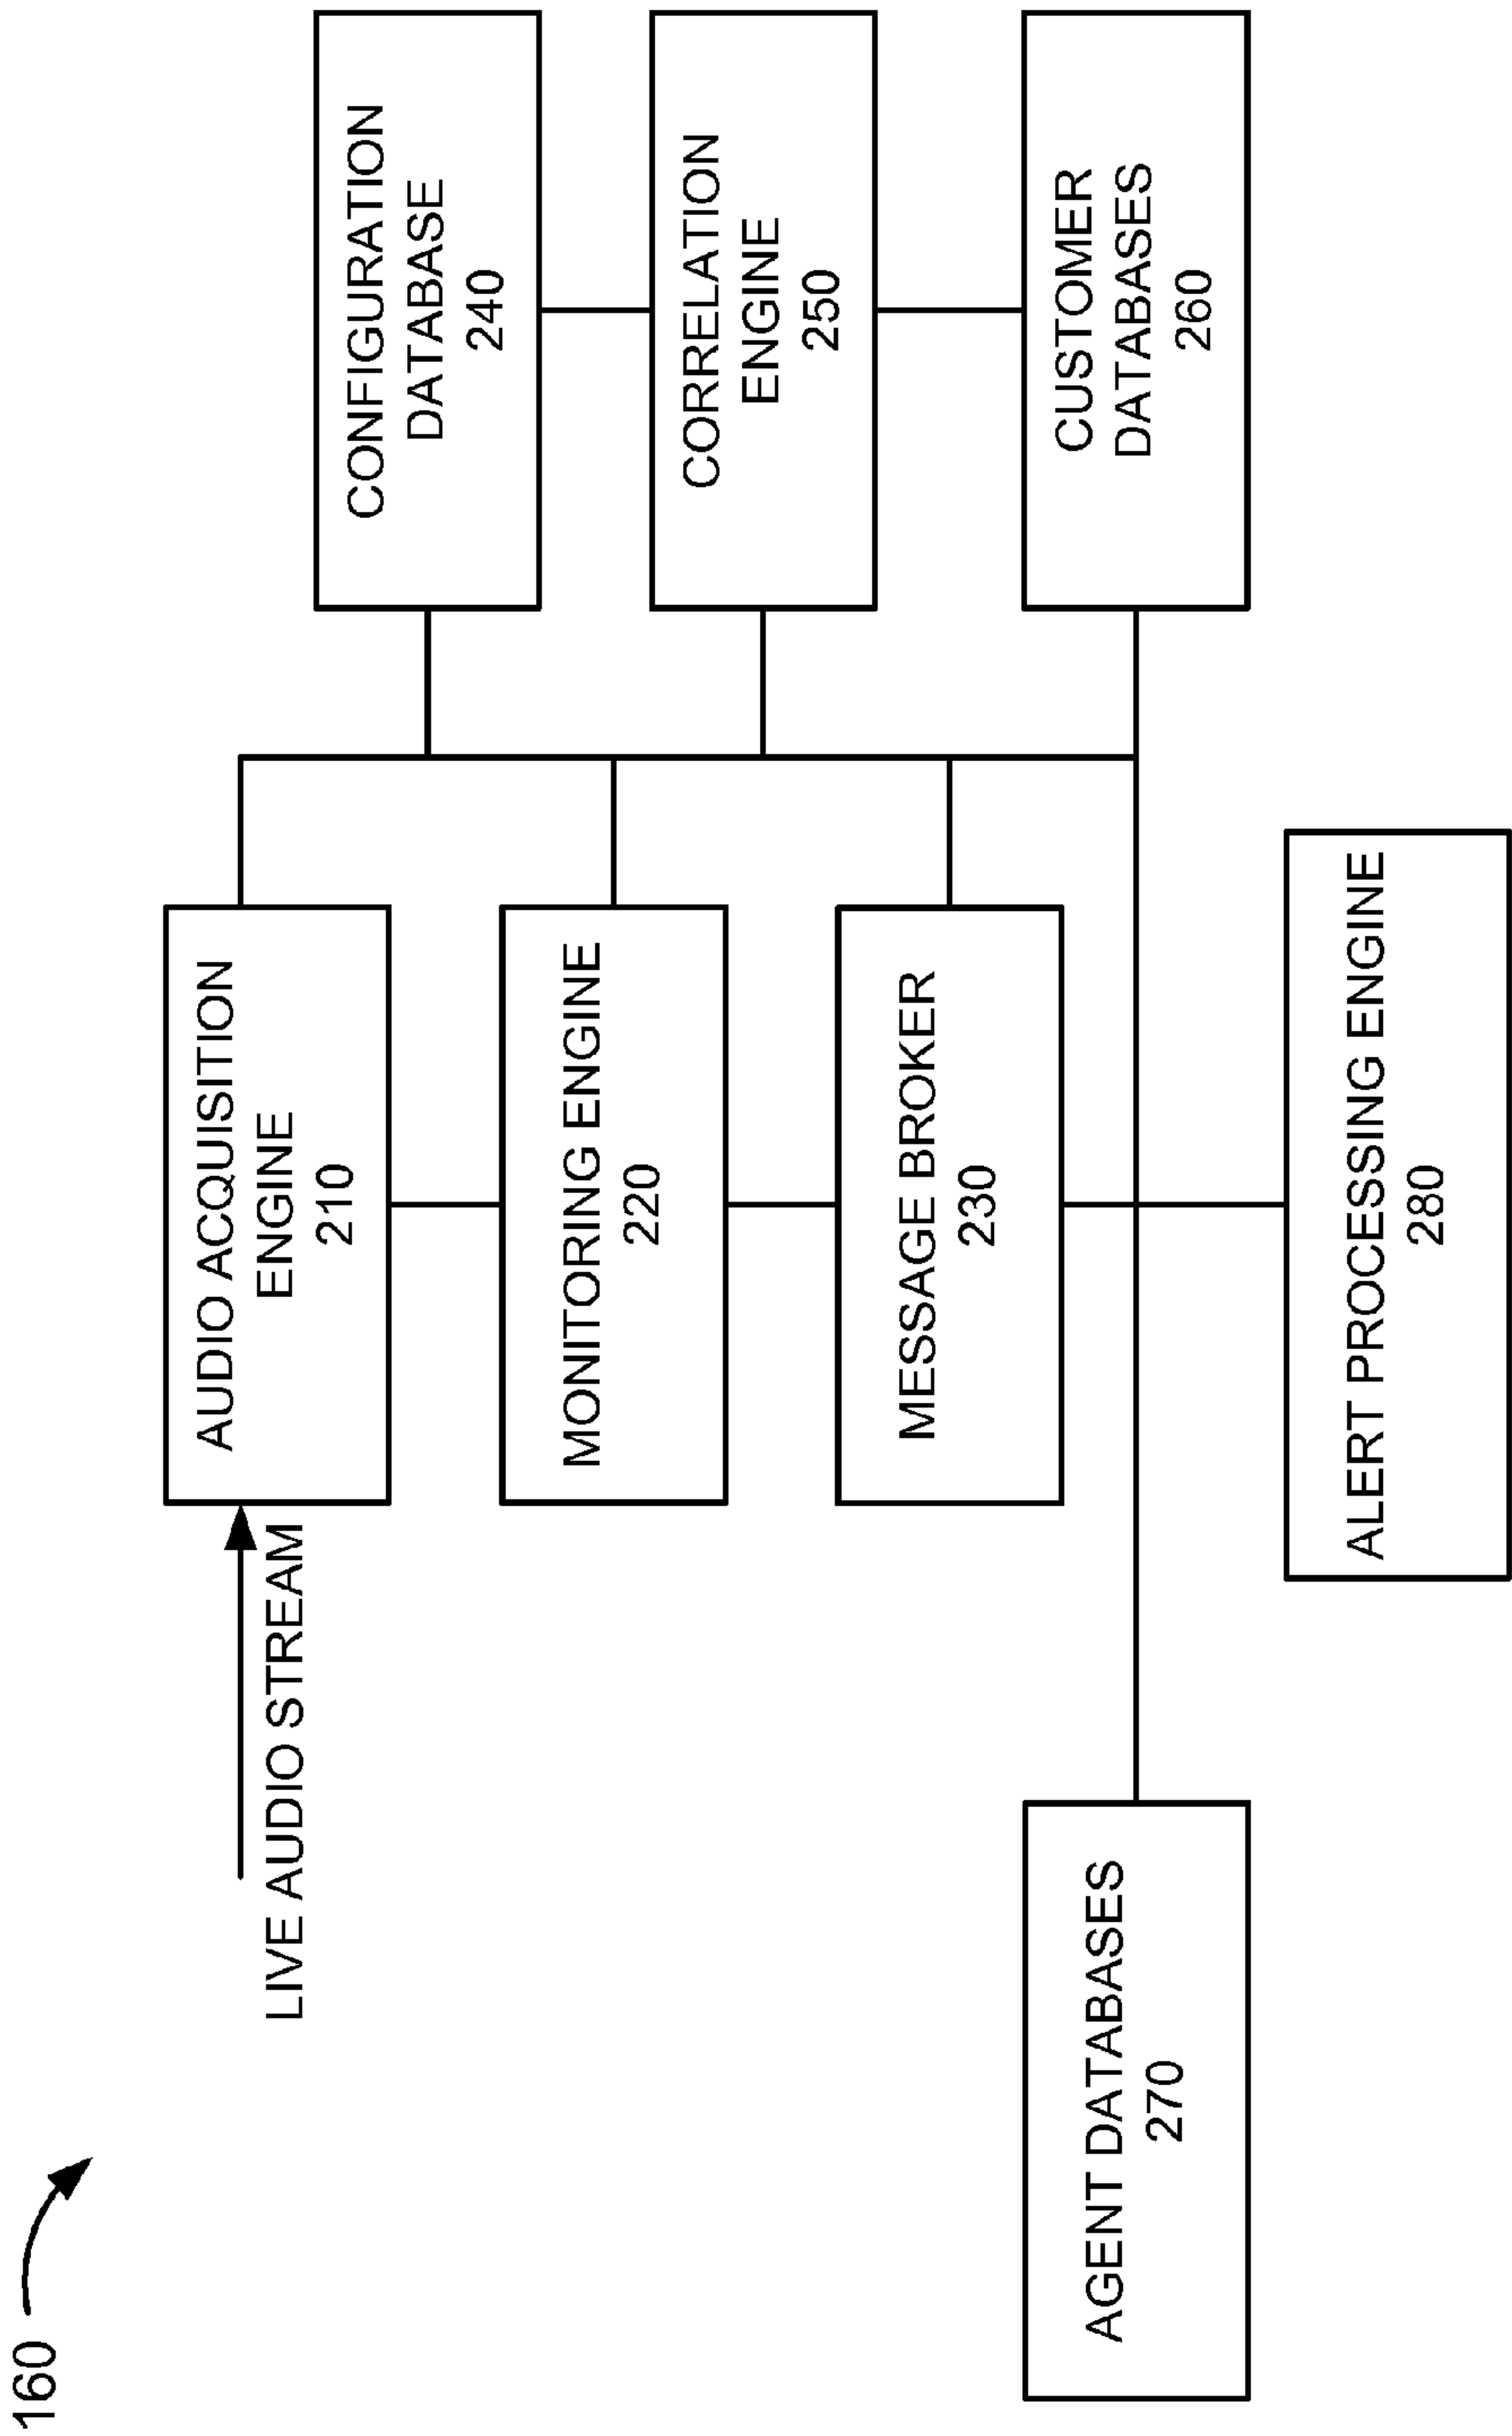 160
LIVE AUDIO STREAM
AUDIO ACQUISITION
ENGINE
210
CONFIGURATION
DATABASE
240
MONITORING ENGINE
220
CORRELATION
ENGINE
250
MESSAGE BROKER
230
AGENT DATABASES
270
CUSTOMER
DATABASES
260
ALERT PROCESSING ENGINE
280